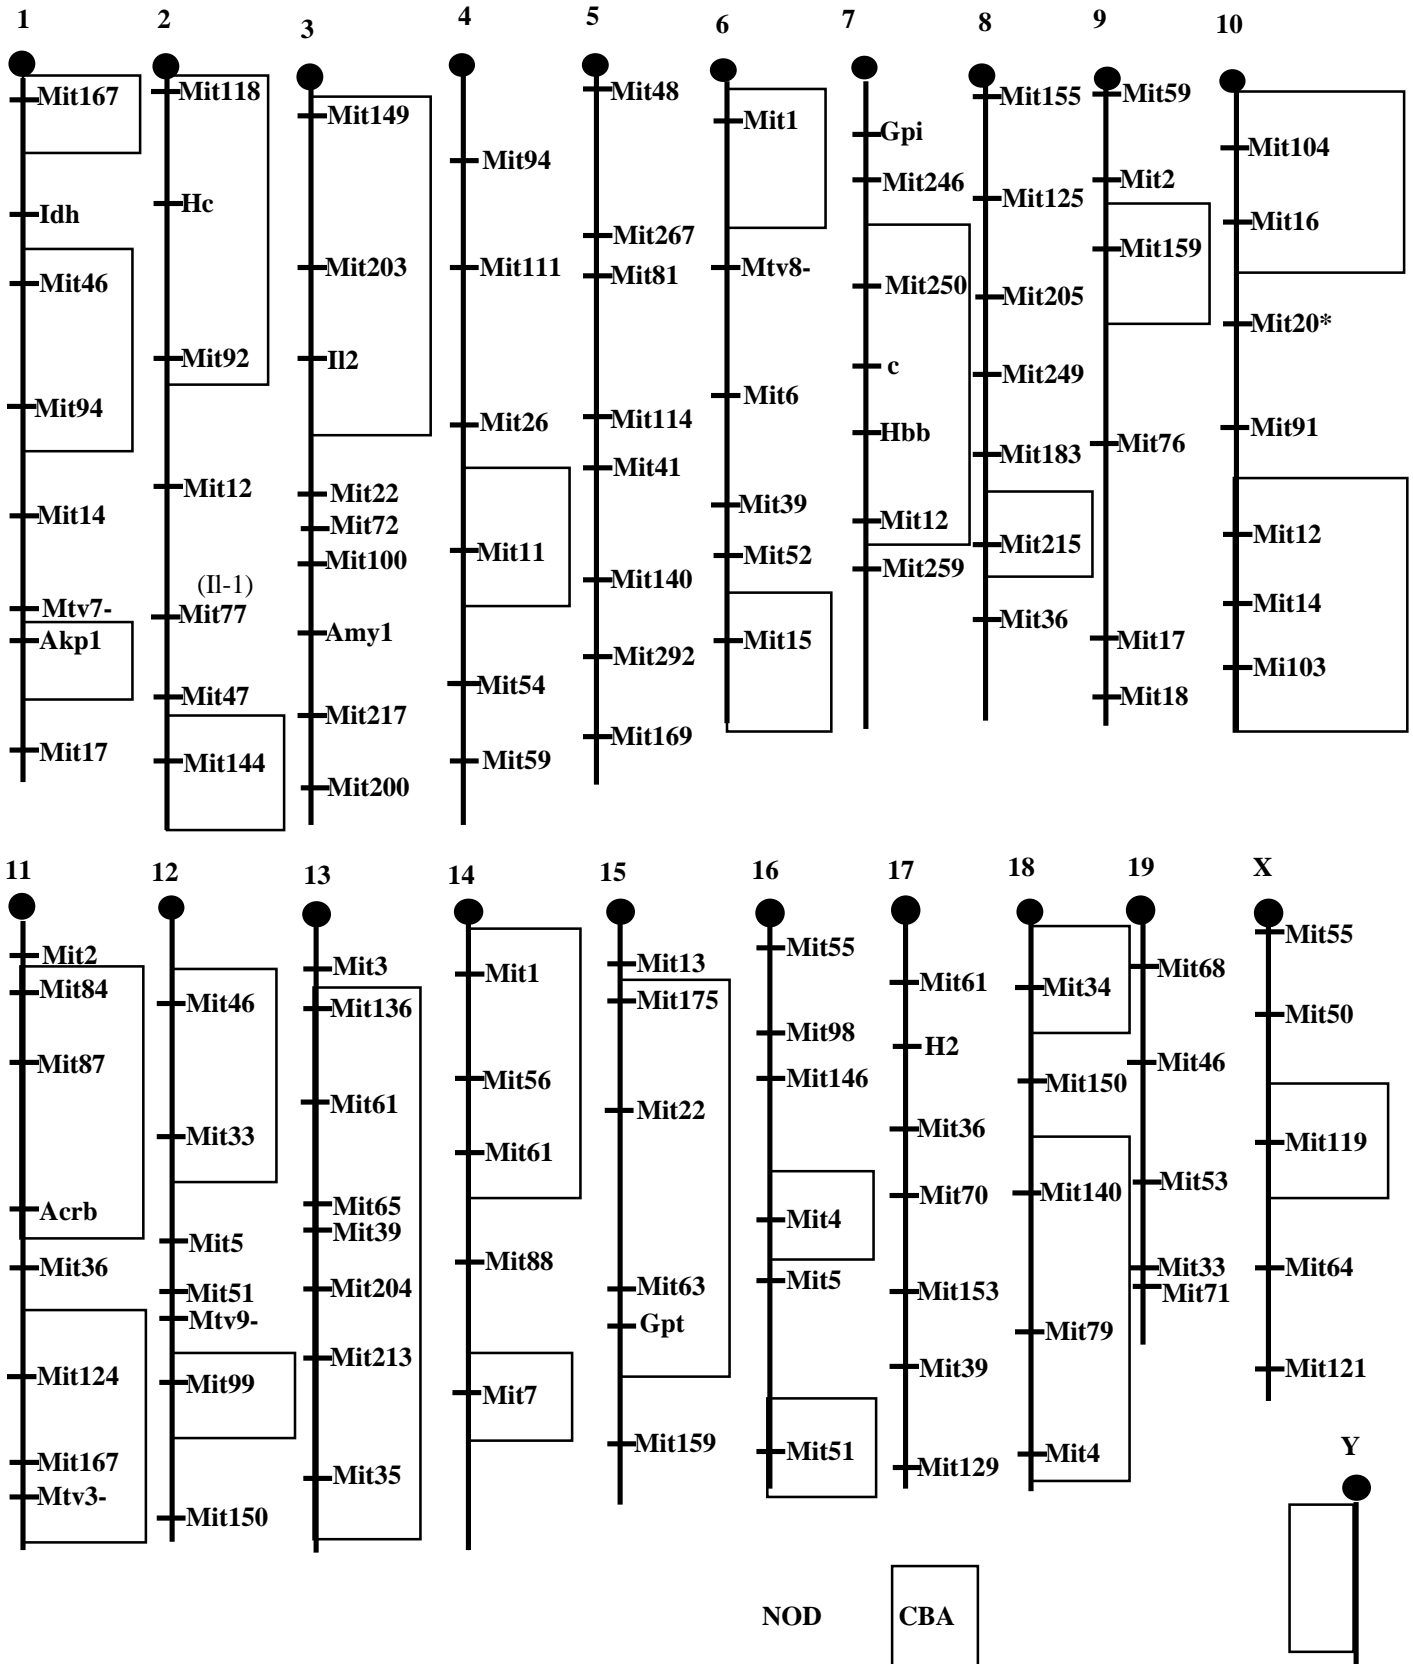 1
2
3
4
5
6
7
8
9
10
Mit167
Idh
Mit46
Mit94
Mit14
Mtv7-
Akp1
Mit17
Mit118
Hc
Mit92
Mit12
(Il-1)
Mit77
Mit47
Mit144
Mit149
Mit203
Il2
Mit22
Mit72
Mit100
Amy1
Mit217
Mit200
Mit94
Mit111
Mit26
Mit11
Mit54
Mit59
Mit48
Mit267
Mit81
Mit114
Mit41
Mit140
Mit292
Mit169
Mit1
Mtv8-
Mit6
Mit39
Mit52
Mit15
Gpi
Mit246
Mit250
c
Hbb
Mit12
Mit259
Mit155
Mit125
Mit205
Mit249
Mit183
Mit215
Mit36
Mit59
Mit2
Mit159
Mit76
Mit17
Mit18
Mit104
Mit16
Mit20*
Mit91
Mit12
Mit14
Mi103
11
12
13
14
15
16
17
18
19
X
Mit2
Mit84
Mit87
Acrb
Mit36
Mit124
Mit167
Mtv3-
Mit46
Mit33
Mit5
Mit51
Mtv9-
Mit99
Mit150
Mit3
Mit136
Mit61
Mit65
Mit39
Mit204
Mit213
Mit35
Mit1
Mit56
Mit61
Mit88
Mit7
Mit13
Mit175
Mit22
Mit63
Gpt
Mit159
Mit55
Mit98
Mit146
Mit4
Mit5
Mit51
Mit61
H2
Mit36
Mit70
Mit153
Mit39
Mit129
Mit34
Mit150
Mit140
Mit79
Mit4
Mit68
Mit46
Mit53
Mit33
Mit71
Mit55
Mit50
Mit119
Mit64
Mit121
Y
NOD
CBA